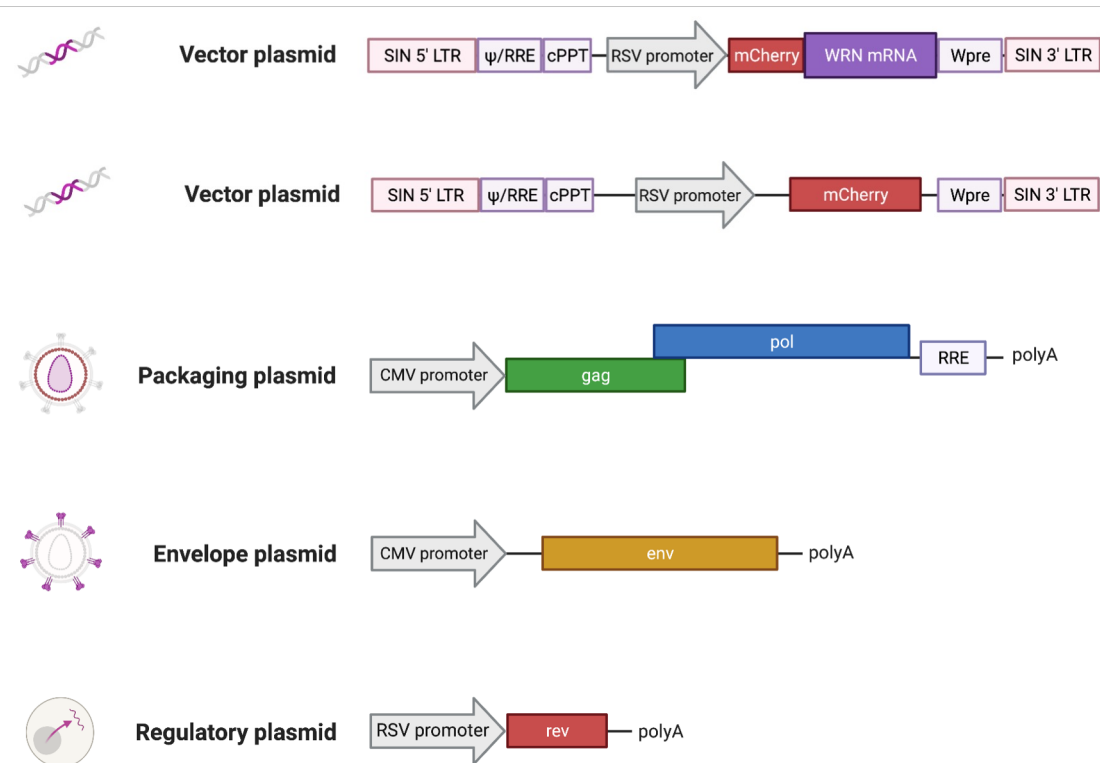 Vector plasmid SIN 5' LTR ψ/RRE cPPT RSV promoter mCherry WRN mRNA Wpre SIN 3' LTR
Vector plasmid SIN 5' LTR ψ/RRE cPPT RSV promoter mCherry Wpre SIN 3' LTR
pol
Packaging plasmid CMV promoter gag RRE polyA
Envelope plasmid CMV promoter env polyA
Regulatory plasmid RSV promoter rev polyA